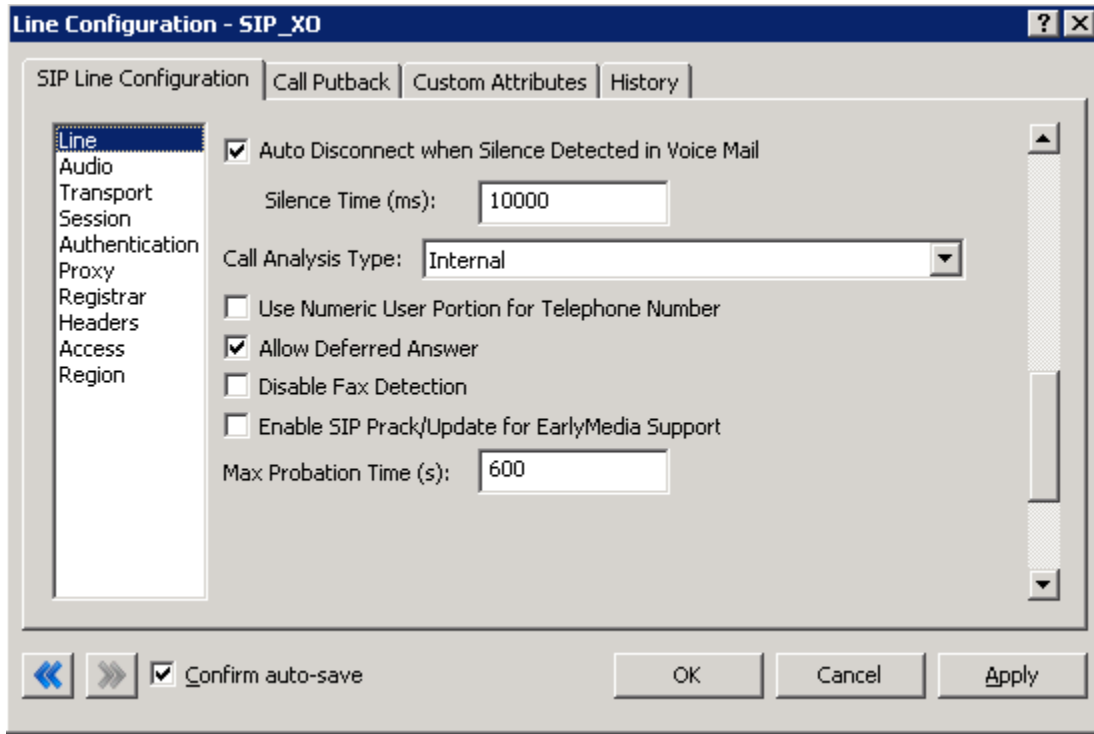 Line Configuration - SIP_XO
SIP Line Configuration
Call Putback
Custom Attributes
History
Line
Audio
Transport
Session
Authentication
Proxy
Registrar
Headers
Access
Region
Auto Disconnect when Silence Detected in Voice Mail
Silence Time (ms): 10000
Call Analysis Type: Internal
Use Numeric User Portion for Telephone Number
Allow Deferred Answer
Disable Fax Detection
Enable SIP Prack/Update for EarlyMedia Support
Max Probation Time (s): 600
Confirm auto-save
OK
Cancel
Apply